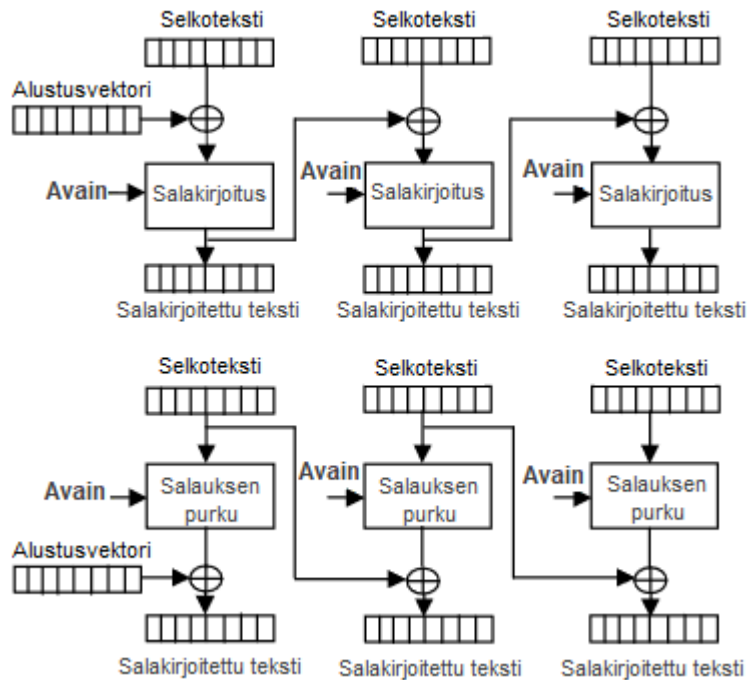 Selkoteksti Selkoteksti Selkoteksti
Alustusvektori
Avain Salakirjoitus Avain Salakirjoitus Avain Salakirjoitus
Salakirjoitettu teksti Salakirjoitettu teksti Salakirjoitettu teksti
Selkoteksti Selkoteksti Selkoteksti
Avain Salauksen purku Avain Salauksen purku Avain Salauksen purku
Alustusvektori
Salakirjoitettu teksti Salakirjoitettu teksti Salakirjoitettu teksti